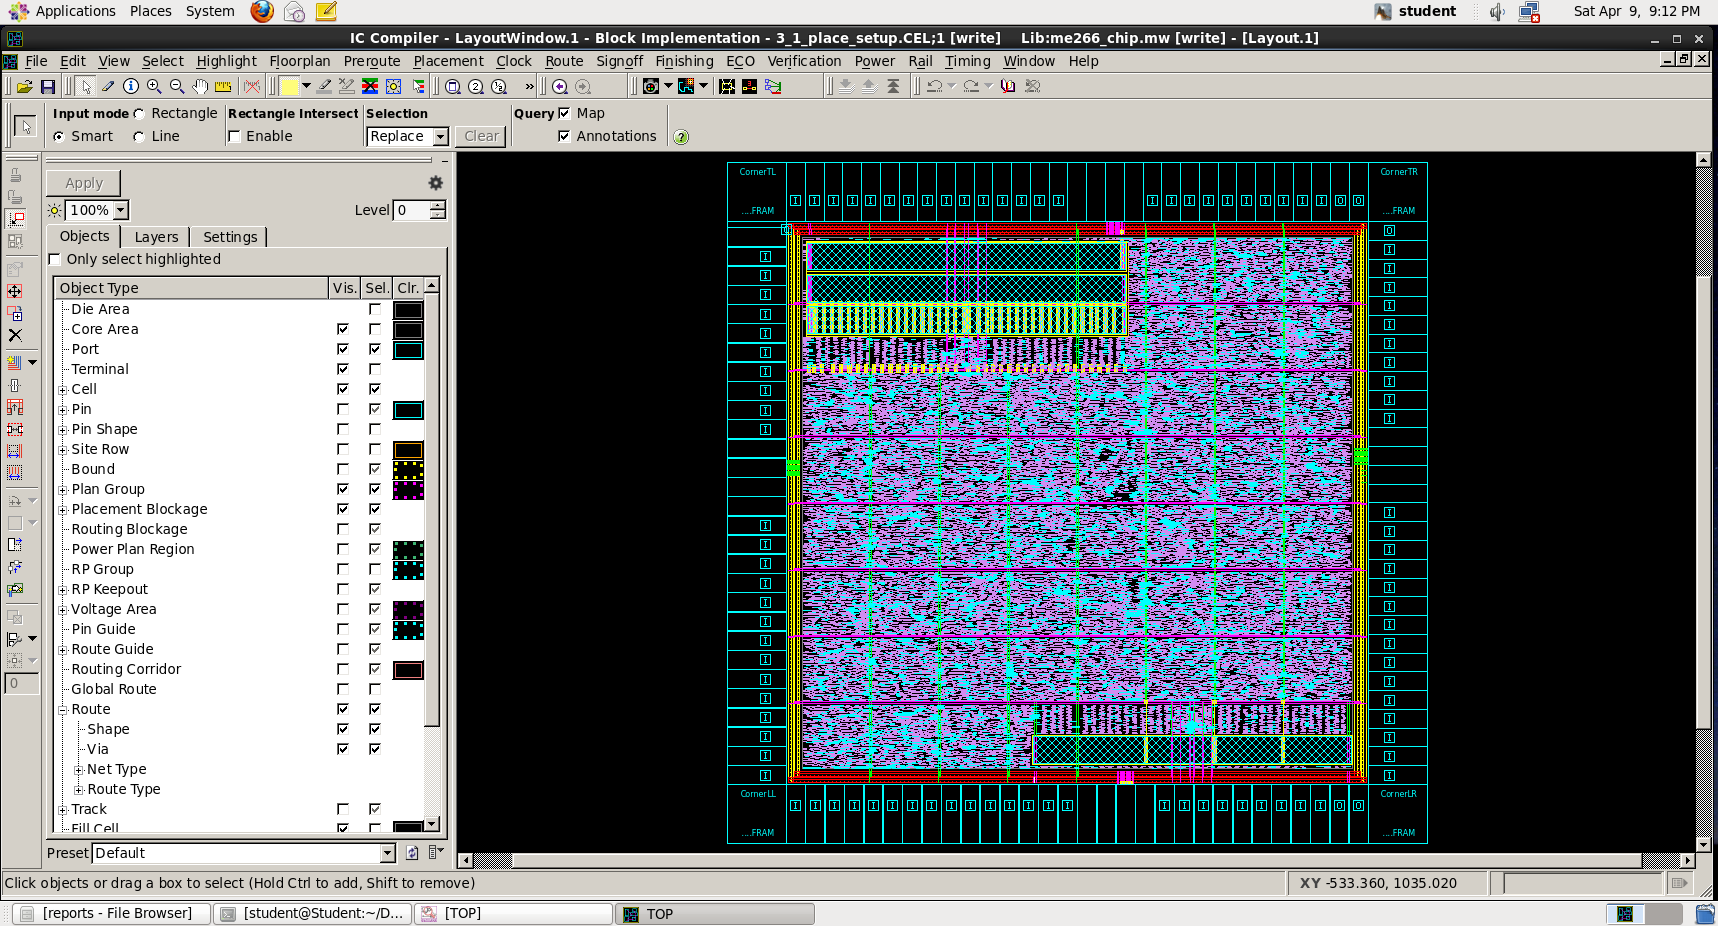 Applications Places System student Sat Apr 9, 9:12 PM
IC Compiler - LayoutWindow.1 - Block Implementation - 3_1_place_setup.CEL;1 [write] Lib:me266_chip.mw [write] - [Layout.1]
File Edit View Select Highlight Floorplan Preroute Placement Clock Route Signoff Finishing ECO Verification Power Rail Timing Window Help
Input mode Rectangle Rectangle Intersect Selection Query Map
Smart Line Enable Replace Clear Annotations
Apply
100% Level 0
Objects Layers Settings
Only select highlighted
Object Type Vis. Sel. Clr.
Die Area
Core Area
Port
Terminal
Cell
Pin
Pin Shape
Site Row
Bound
Plan Group
Placement Blockage
Routing Blockage
Power Plan Region
RP Group
RP Keepout
Voltage Area
Pin Guide
Route Guide
Routing Corridor
Global Route
Route
Shape
Via
Net Type
Route Type
Track
Fill Cell
0
Preset Default
CornerTL CornerTR
....FRAM ....FRAM
CornerLL CornerLR
....FRAM ....FRAM
Click objects or drag a box to select (Hold Ctrl to add, Shift to remove) XY -533.360, 1035.020
[reports - File Browser] [student@Student:~/D... [TOP] TOP